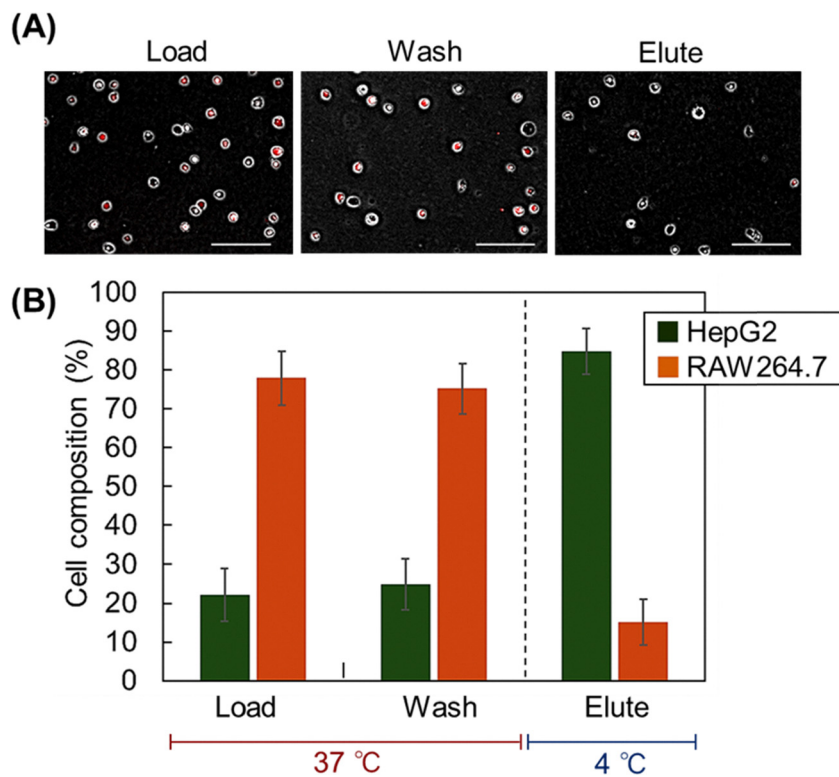 (A)
Load Wash Elute
(B)
100
90
80
70
60
50
40
30
20
10
0
Cell composition (%)
HepG2
RAW264.7
Load Wash Elute
37 ℃ 4 ℃